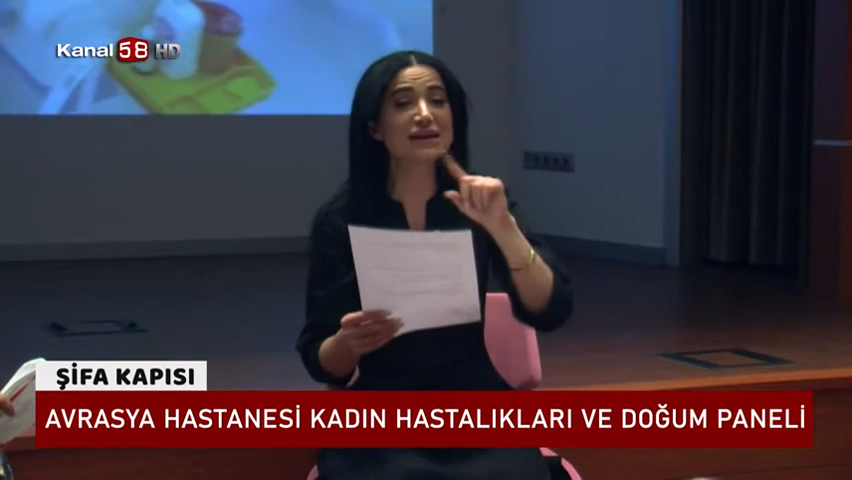 Kanal 58 HD
ŞİFA KAPISI
AVRASYA HASTANESİ KADIN HASTALIKLARI VE DOĞUM PANELİ